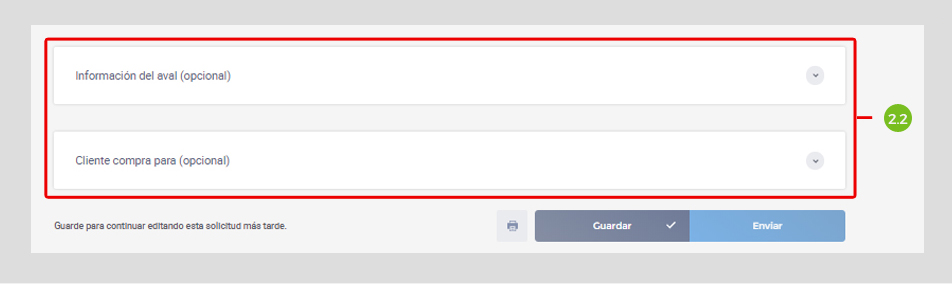 Información del aval (opcional)
2.2
Cliente compra para (opcional)
Guarde para continuar editando esta solicitud más tarde.
Guardar
Enviar